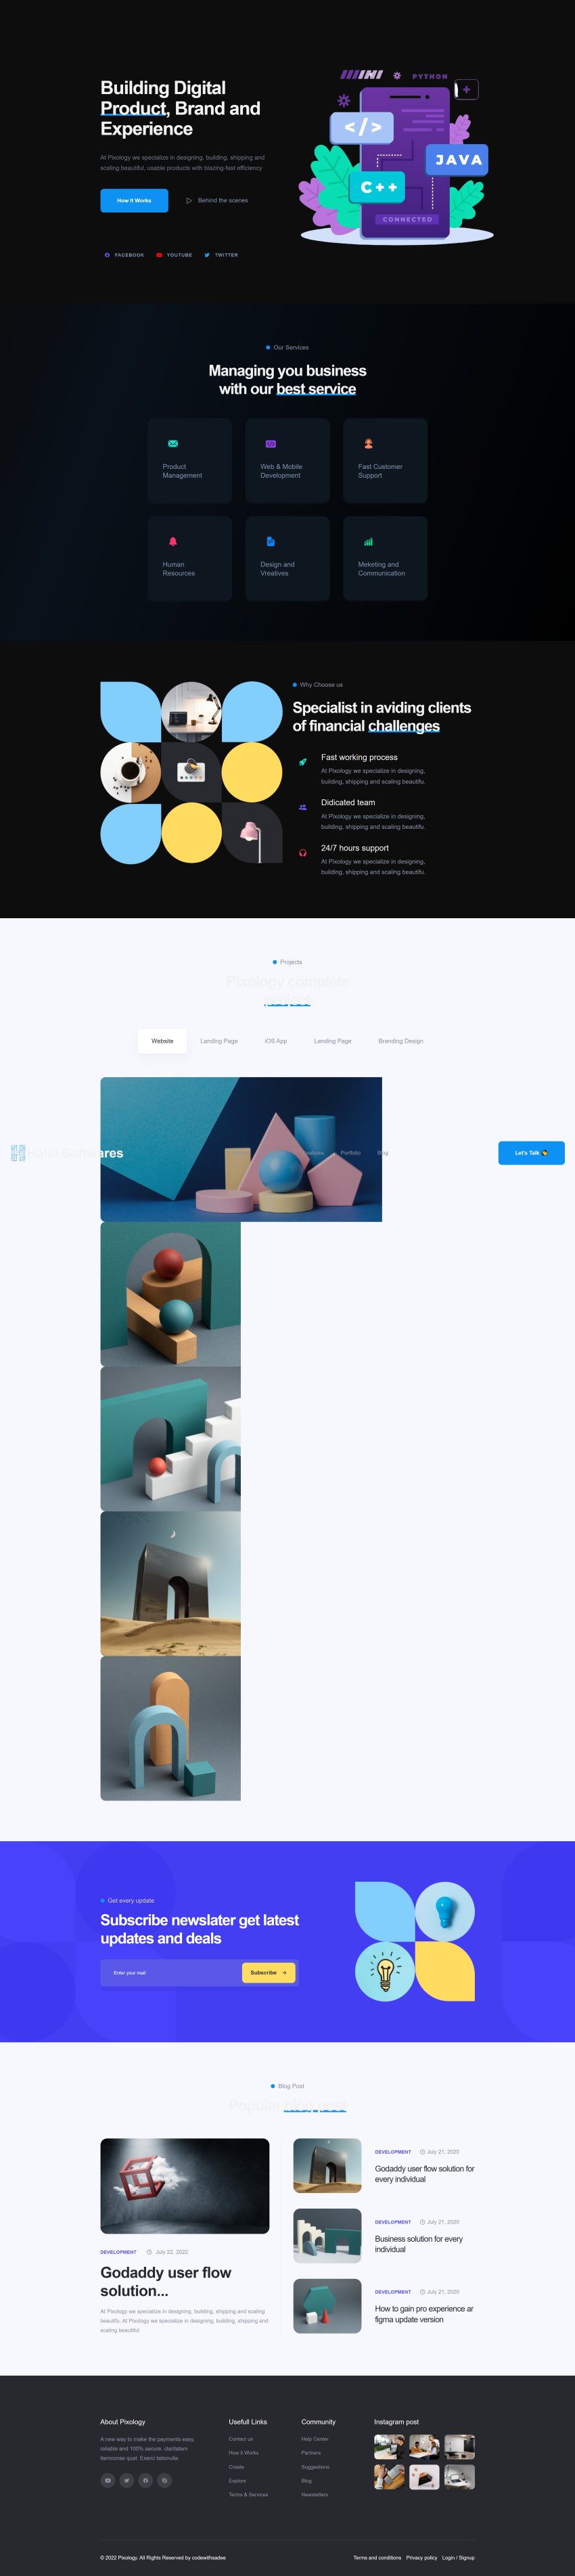 PYTHON
</>
JAVA
C++
CONNECTED
Building Digital
Product, Brand and
Experience
At Pixology we specialize in designing, building, shipping and
scaling beautiful, usable products with blazing-fast efficiency
How It Works
Behind the scenes
FACEBOOK
YOUTUBE
TWITTER
Our Services
Managing you business
with our best service
Product
Management
Web & Mobile
Development
Fast Customer
Support
Human
Resources
Design and
Vreatives
Meketing and
Communication
Why Choose us
Specialist in aviding clients
of financial challenges
Fast working process
At Pixology we specialize in designing,
building, shipping and scaling beautifu.
Didicated team
At Pixology we specialize in designing,
building, shipping and scaling beautifu.
24/7 hours support
At Pixology we specialize in designing,
building, shipping and scaling beautifu.
Projects
Pixology complete
project
Website
Landing Page
iOS App
Landing Page
Branding Design
Softwares
Portfolio
Blog
Let's Talk
Get every update
Subscribe newslater get latest
updates and deals
Enter your mail
Subscribe
Blog Post
Popular blog post
DEVELOPMENT
July 22, 2022
Godaddy user flow
solution...
At Pixology we specialize in designing, building, shipping and scaling
beautifu. At Pixology we specialize in designing, building, shipping and
scaling beautiful.
DEVELOPMENT
July 21, 2020
Godaddy user flow solution for
every individual
DEVELOPMENT
July 21, 2020
Business solution for every
individual
DEVELOPMENT
July 21, 2020
How to gain pro experience ar
figma update version
About Pixology
A new way to make the payments easy,
reliable and 100% secure. claritatem
itemconse quat. Exerci tationulla
Usefull Links
Contact us
How it Works
Create
Explore
Terms & Services
Community
Help Center
Partners
Suggestions
Blog
Newsletters
Instagram post
© 2022 Pixology. All Rights Reserved by codewithsadee
Terms and conditions
Privacy policy
Login / Signup